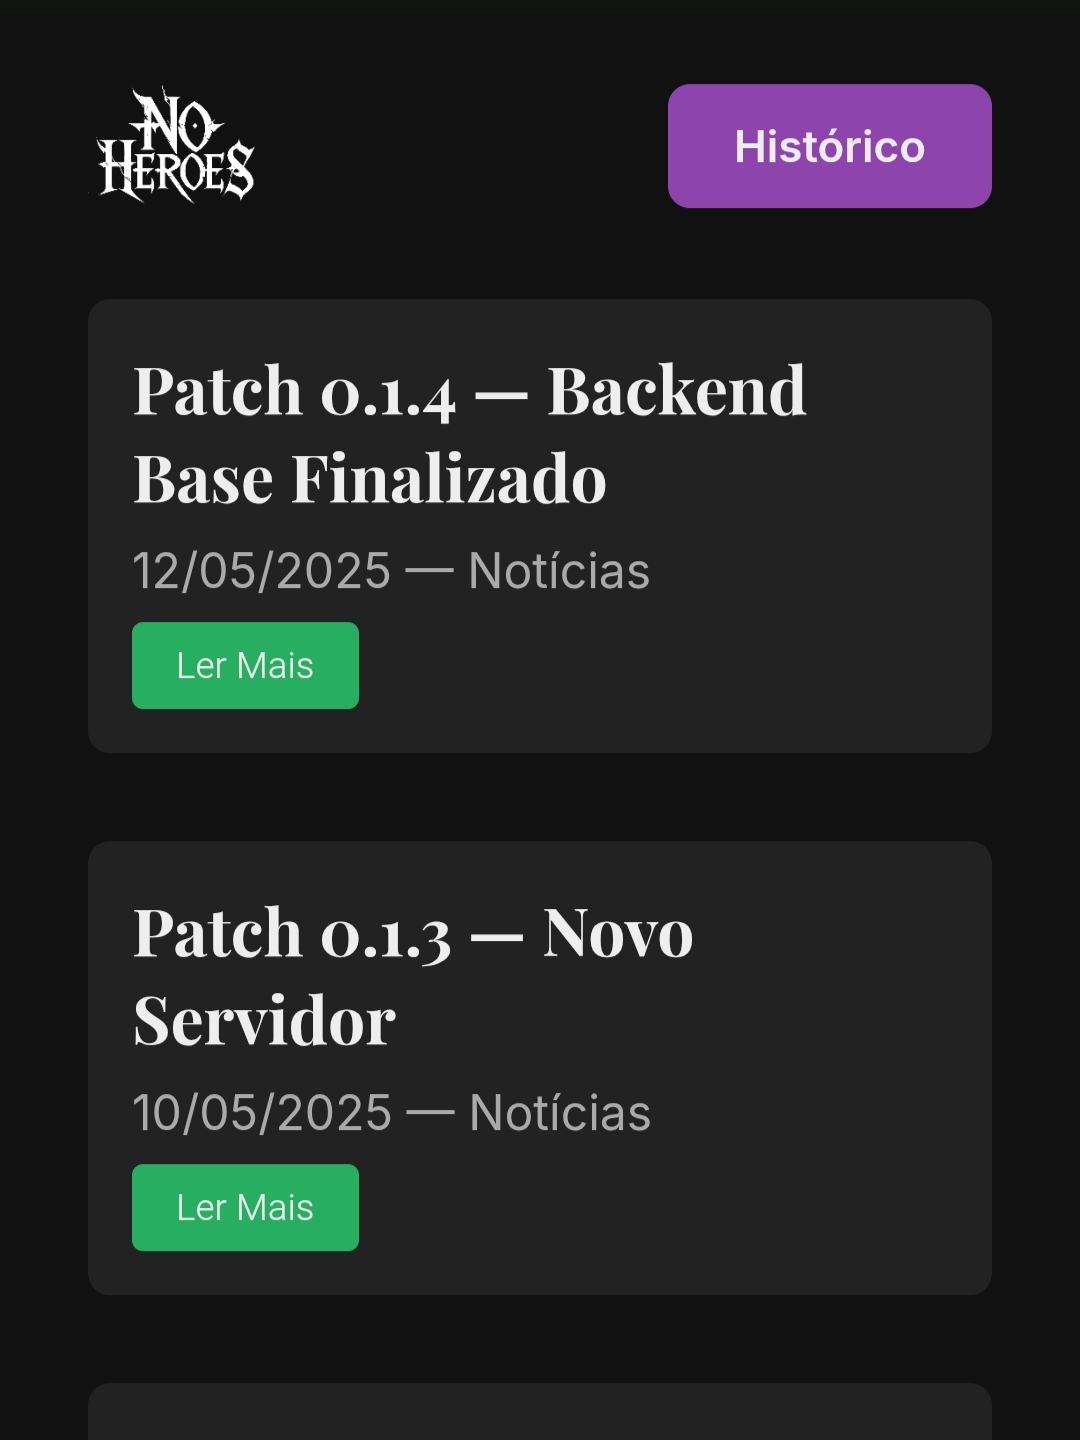 NO
HEROES
Histórico
Patch 0.1.4 — Backend
Base Finalizado
12/05/2025 — Notícias
Ler Mais
Patch 0.1.3 — Novo
Servidor
10/05/2025 — Notícias
Ler Mais